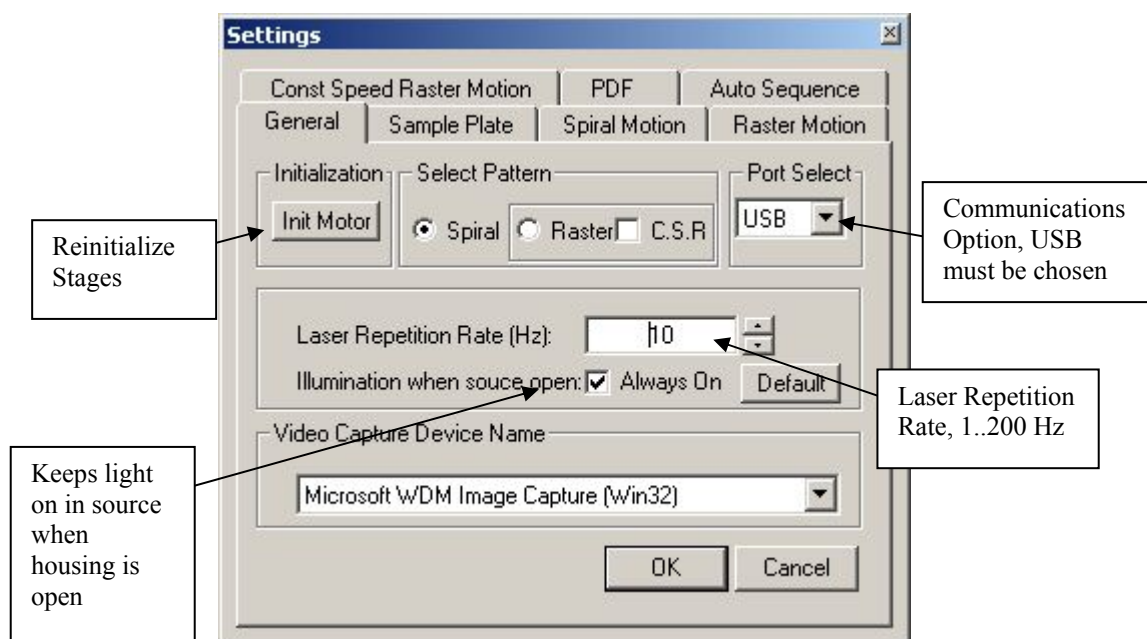 Settings
Const Speed Raster Motion PDF Auto Sequence
General Sample Plate Spiral Motion Raster Motion
Initialization Select Pattern Port Select
Init Motor Spiral Raster C.S.R USB
Reinitialize
Stages
Communications
Option, USB
must be chosen
Laser Repetition Rate (Hz): 10
Illumination when souce open: Always On Default
Laser Repetition
Rate, 1..200 Hz
Video Capture Device Name
Microsoft WDM Image Capture (Win32)
Keeps light
on in source
when
housing is
open
OK Cancel